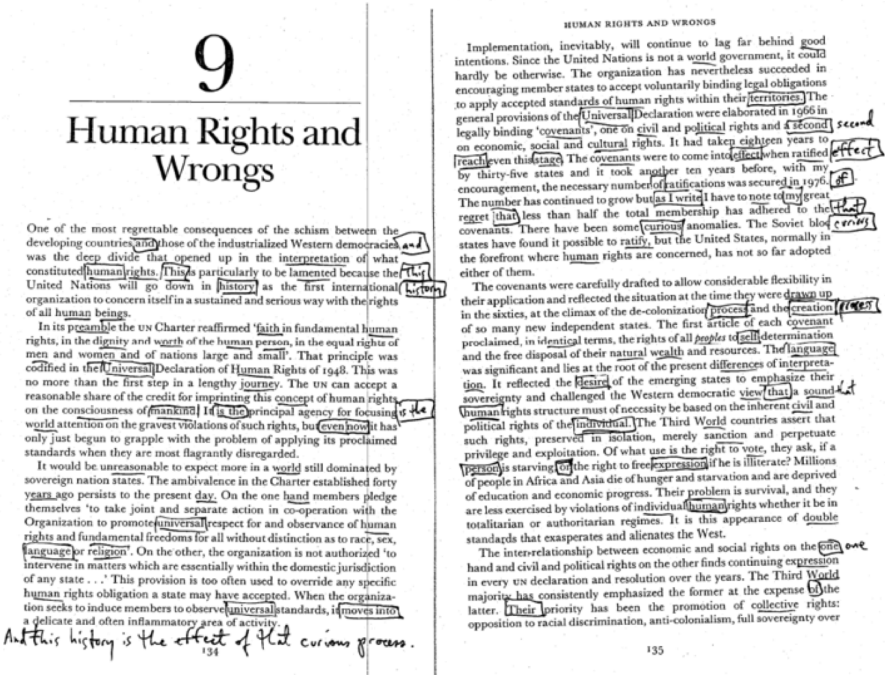 9
Human Rights and
Wrongs
One of the most regrettable consequences of the schism between the
developing countries and those of the industrialized Western democracies and
was the deep divide that opened up in the interpretation of what
constituted human rights. This is particularly to be lamented because the This
United Nations will go down in history as the first international history
organization to concern itself in a sustained and serious way with the rights
of all human beings.
In its preamble the UN Charter reaffirmed 'faith in fundamental human
rights, in the dignity and worth of the human person, in the equal rights of
men and women and of nations large and small'. That principle was
codified in the Universal Declaration of Human Rights of 1948. This was
no more than the first step in a lengthy journey. The UN can accept a
reasonable share of the credit for imprinting this concept of human rights
on the consciousness of mankind. It is the principal agency for focusing is the
world attention on the gravest violations of such rights, but even now it has
only just begun to grapple with the problem of applying its proclaimed
standards when they are most flagrantly disregarded.
It would be unreasonable to expect more in a world still dominated by
sovereign nation states. The ambivalence in the Charter established forty
years ago persists to the present day. On the one hand members pledge
themselves 'to take joint and separate action in co-operation with the
Organization to promote universal respect for and observance of human
rights and fundamental freedoms for all without distinction as to race, sex,
language or religion'. On the other, the organization is not authorized 'to
intervene in matters which are essentially within the domestic jurisdiction
of any state . . .' This provision is too often used to override any specific
human rights obligation a state may have accepted. When the organiza-
tion seeks to induce members to observe universal standards, it moves into
a delicate and often inflammatory area of activity.
And this history is the effect of that curious process.
134
HUMAN RIGHTS AND WRONGS
Implementation, inevitably, will continue to lag far behind good
intentions. Since the United Nations is not a world government, it could
hardly be otherwise. The organization has nevertheless succeeded in
encouraging member states to accept voluntarily binding legal obligations
to apply accepted standards of human rights within their territories. The
general provisions of the Universal Declaration were elaborated in 1966 in
legally binding 'covenants', one on civil and political rights and a second second
on economic, social and cultural rights. It had taken eighteen years to
reach even this stage. The covenants were to come into effect when ratified effect
by thirty-five states and it took another ten years before, with my
encouragement, the necessary number of ratifications was secured in 1976. of
The number has continued to grow but as I write I have to note to my great
regret that less than half the total membership has adhered to the that
covenants. There have been some curious anomalies. The Soviet bloc curious
states have found it possible to ratify, but the United States, normally in
the forefront where human rights are concerned, has not so far adopted
either of them.
The covenants were carefully drafted to allow considerable flexibility in
their application and reflected the situation at the time they were drawn up
in the sixties, at the climax of the de-colonization process and the creation process
of so many new independent states. The first article of each covenant
proclaimed, in identical terms, the rights of all peoples to self-determination
and the free disposal of their natural wealth and resources. The language
was significant and lies at the root of the present differences of interpreta-
tion. It reflected the desire of the emerging states to emphasize their
sovereignty and challenged the Western democratic view that a sound that
human rights structure must of necessity be based on the inherent civil and
political rights of the individual. The Third World countries assert that
such rights, preserved in isolation, merely sanction and perpetuate
privilege and exploitation. Of what use is the right to vote, they ask, if a
person is starving or the right to free expression if he is illiterate? Millions
of people in Africa and Asia die of hunger and starvation and are deprived
of education and economic progress. Their problem is survival, and they
are less exercised by violations of individual human rights whether it be in
totalitarian or authoritarian regimes. It is this appearance of double
standards that exasperates and alienates the West.
The inter-relationship between economic and social rights on the one one
hand and civil and political rights on the other finds continuing expression
in every UN declaration and resolution over the years. The Third World
majority has consistently emphasized the former at the expense of the
latter. Their priority has been the promotion of collective rights:
opposition to racial discrimination, anti-colonialism, full sovereignty over
135